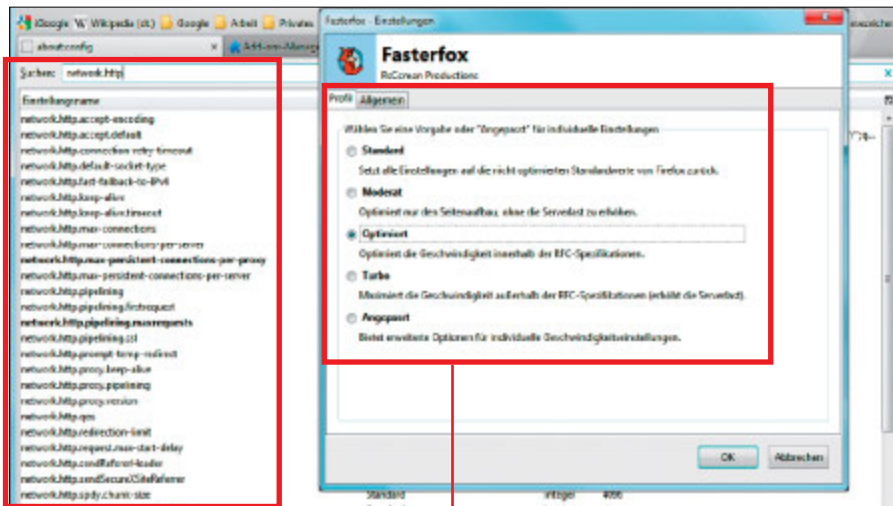 iGoogle Wikipedia (dt.) Google Arbeit Privates
about:config
Add-ons-Manag
Suchen: network.http
Einstellungsname
network.http.accept-encoding
network.http.accept.default
network.http.connection-retry-timeout
network.http.default-socket-type
network.http.fast-fallback-to-IPv4
network.http.keep-alive
network.http.keep-alive.timeout
network.http.max-connections
network.http.max-connections-per-server
network.http.max-persistent-connections-per-proxy
network.http.max-persistent-connections-per-server
network.http.pipelining
network.http.pipelining.firstrequest
network.http.pipelining.maxrequests
network.http.pipelining.ssl
network.http.prompt-temp-redirect
network.http.proxy.keep-alive
network.http.proxy.pipelining
network.http.proxy.version
network.http.qos
network.http.redirection-limit
network.http.request.max-start-delay
network.http.sendRefererHeader
network.http.sendSecureXSiteReferrer
network.http.spdy.chunk-size
Fasterfox - Einstellungen
Fasterfox
Profil Allgemein
Wählen Sie eine Vorgabe oder "Angepasst" für individuelle Einstellungen
Standard
Setzt alle Einstellungen auf die nicht optimierten Standardwerte von Firefox zurück.
Moderat
Optimiert nur den Seitenaufbau, ohne die Serverlast zu erhöhen.
Optimiert
Optimiert die Geschwindigkeit innerhalb der RFC-Spezifikationen.
Turbo
Maximiert die Geschwindigkeit außerhalb der RFC-Spezifikationen (erhöht die Serverlast).
Angepasst
Bietet erweiterte Optionen für individuelle Geschwindigkeitseinstellungen.
OK Abbrechen
Standard Integer 4096